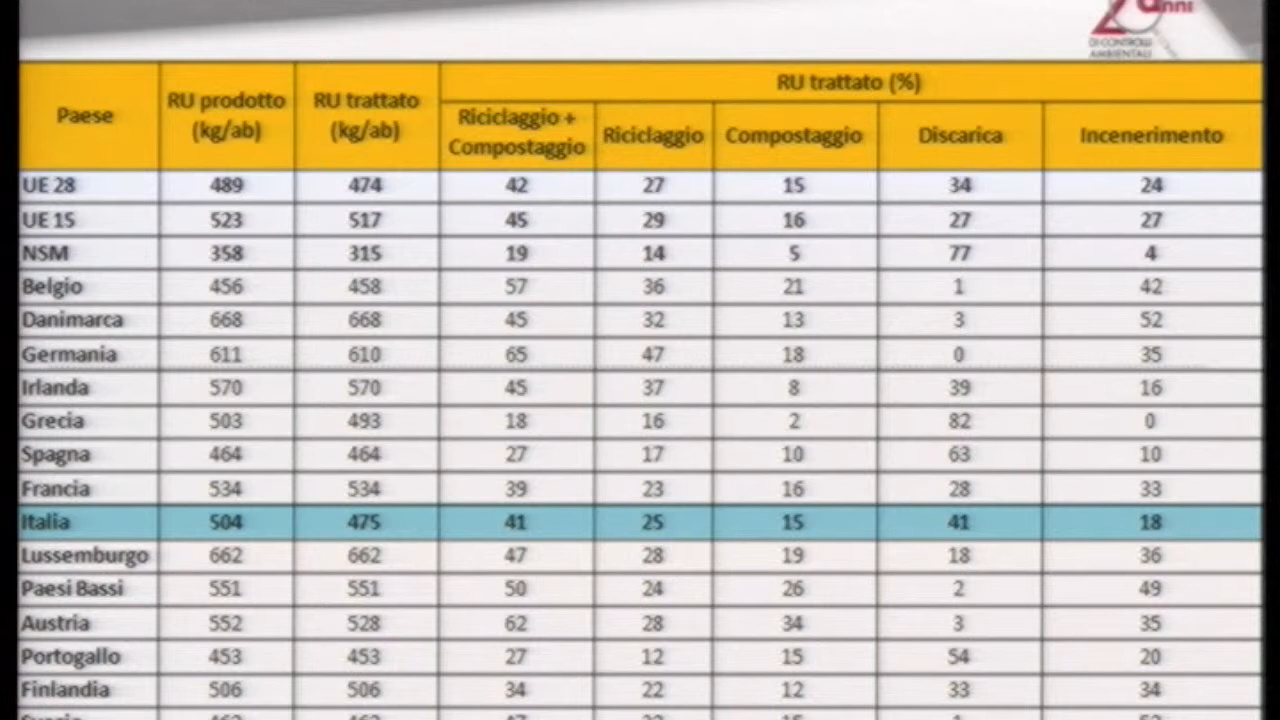 20 anni
DI CONTROLLI
AMBIENTALI
Paese RU prodotto (kg/ab) RU trattato (kg/ab) RU trattato (%)
Riciclaggio + Compostaggio Riciclaggio Compostaggio Discarica Incenerimento
UE 28 489 474 42 27 15 34 24
UE 15 523 517 45 29 16 27 27
NSM 358 315 19 14 5 77 4
Belgio 456 458 57 36 21 1 42
Danimarca 668 668 45 32 13 3 52
Germania 611 610 65 47 18 0 35
Irlanda 570 570 45 37 8 39 16
Grecia 503 493 18 16 2 82 0
Spagna 464 464 27 17 10 63 10
Francia 534 534 39 23 16 28 33
Italia 504 475 41 25 15 41 18
Lussemburgo 662 662 47 28 19 18 36
Paesi Bassi 551 551 50 24 26 2 49
Austria 552 528 62 28 34 3 35
Portogallo 453 453 27 12 15 54 20
Finlandia 506 506 34 22 12 33 34